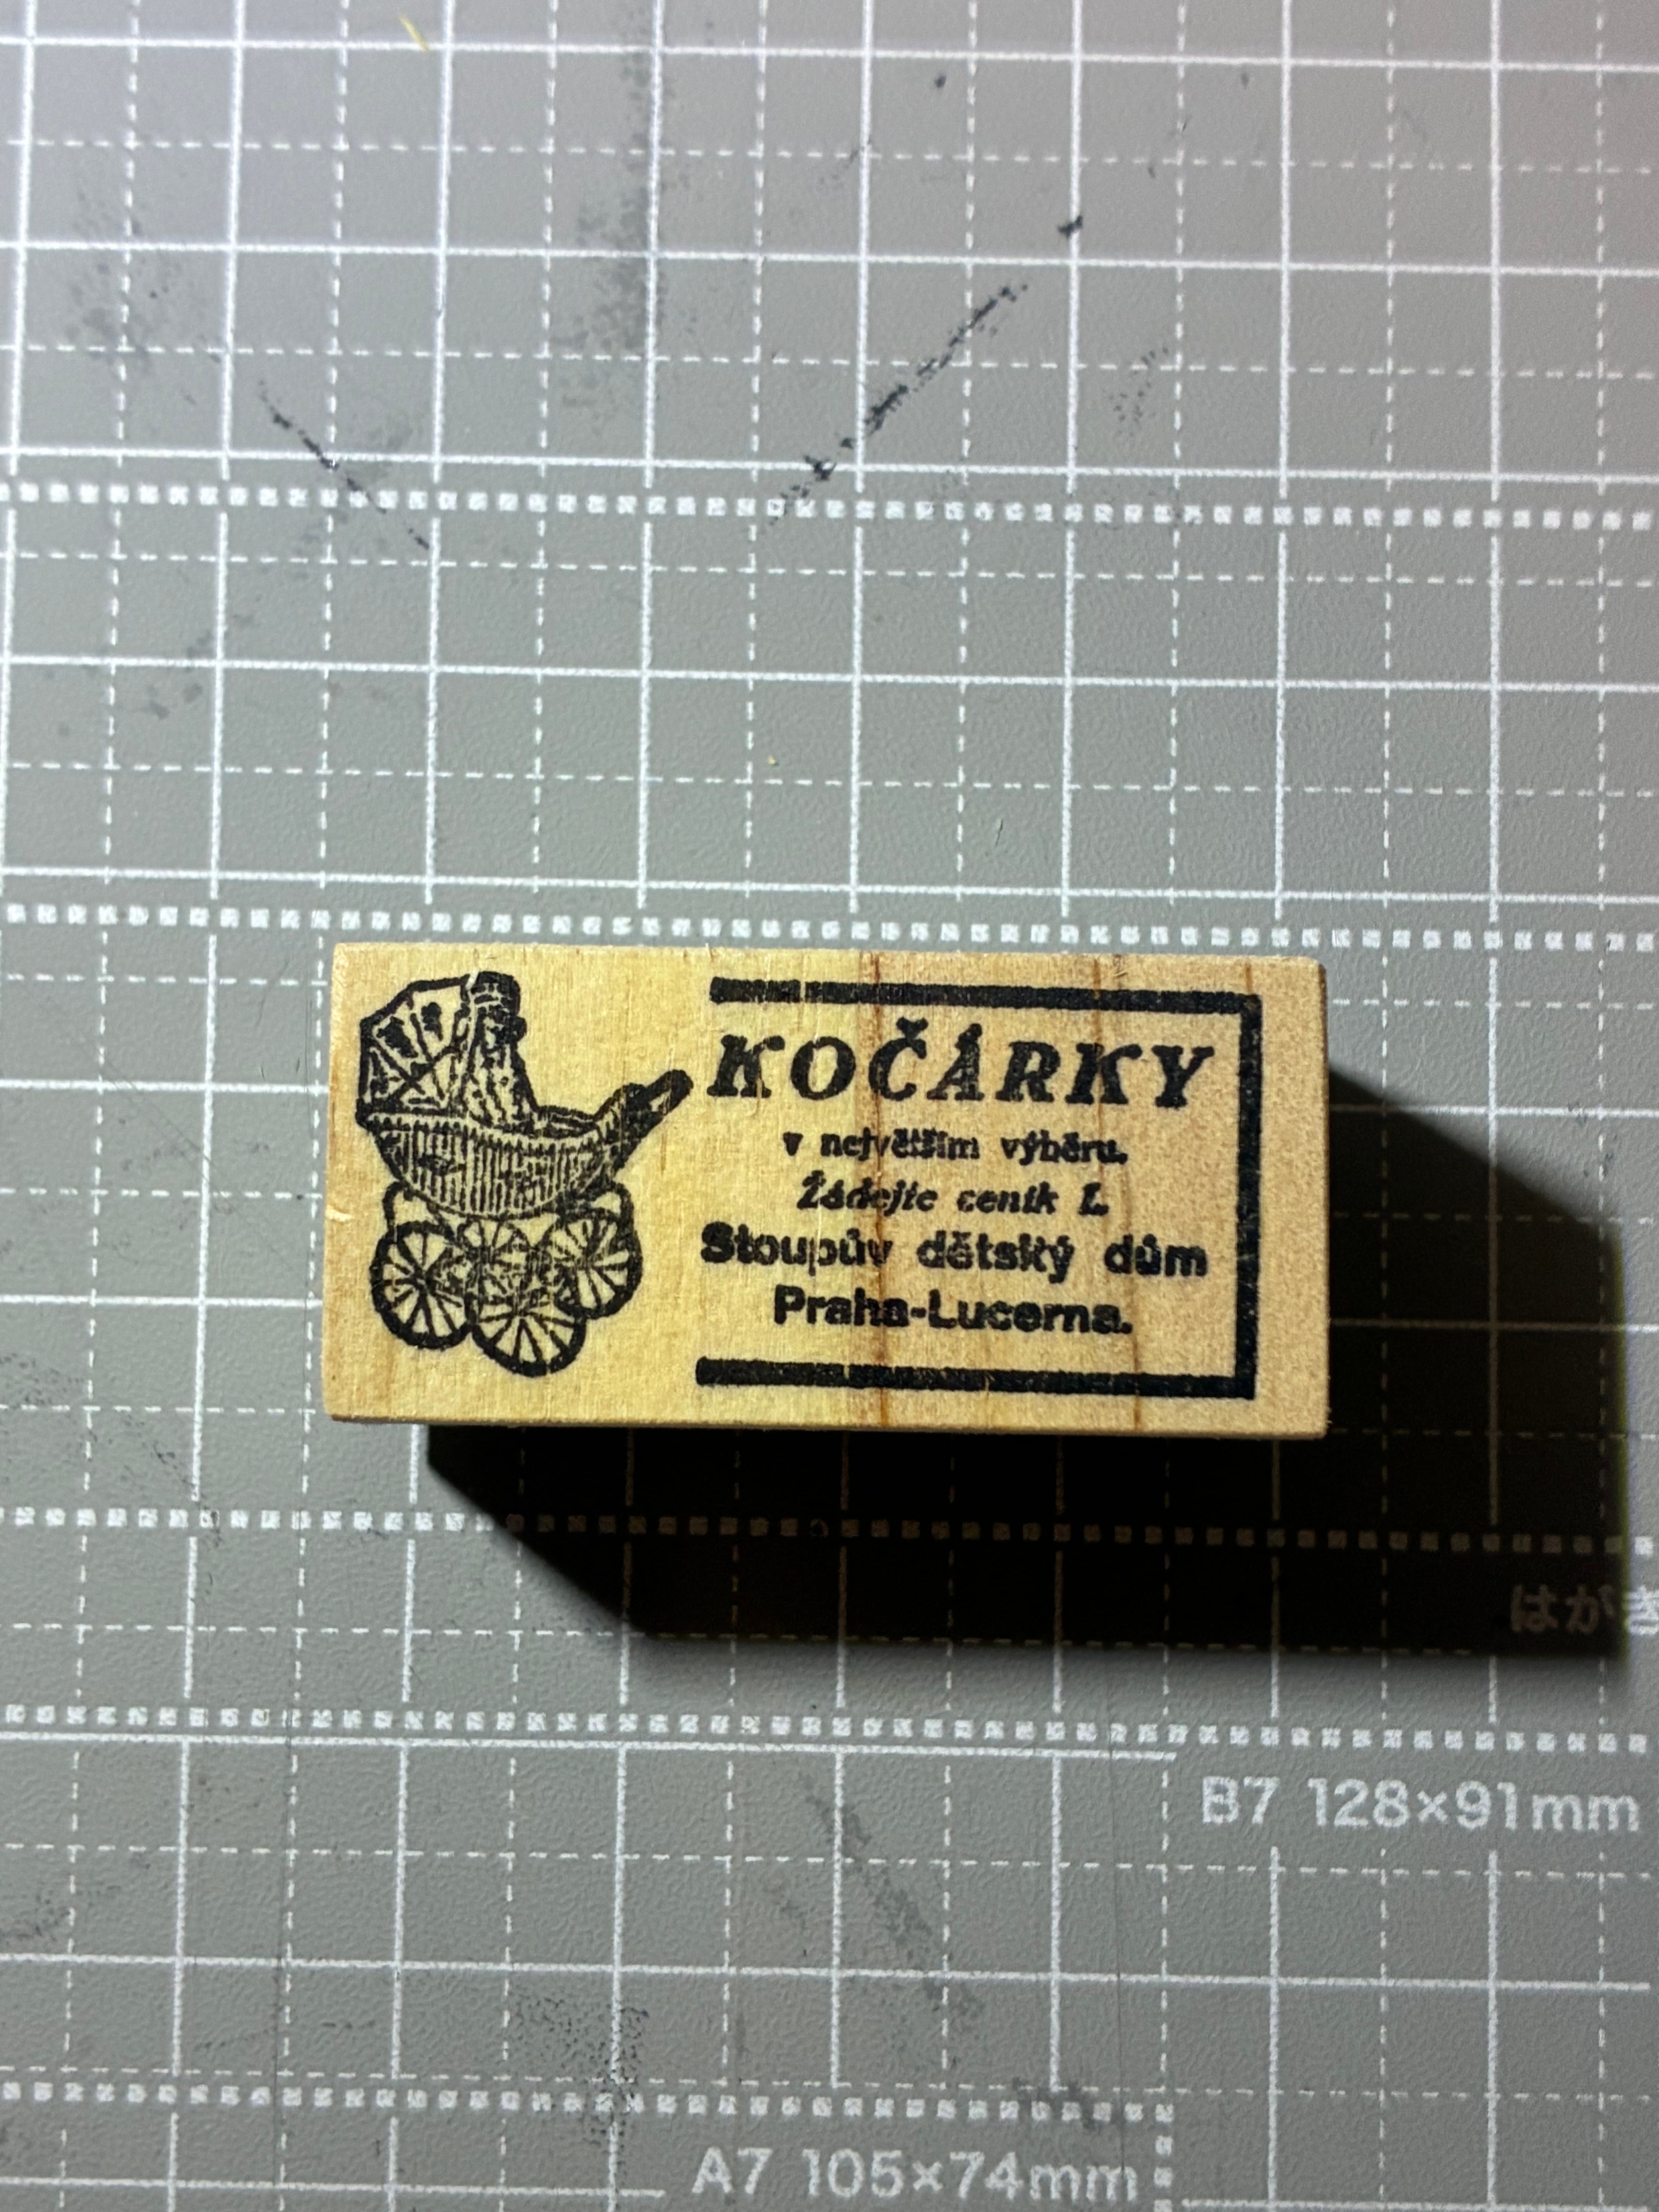 KOČÁRKY
v největším výběru.
Žádejte ceník L.
Stoupův dětský dům
Praha-Lucerna.
はがき
B7 128×91mm
A7 105×74mm